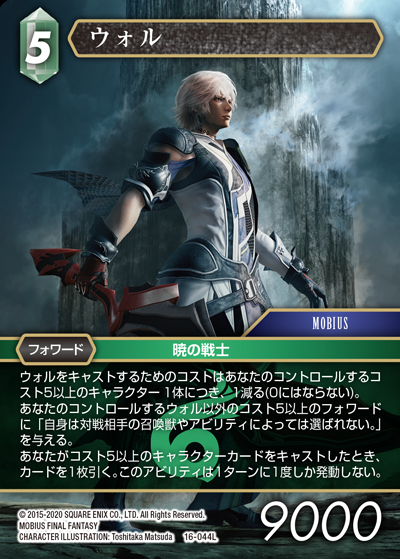 5
ウォル
MOBIUS
フォワード
暁の戦士
ウォルをキャストするためのコストはあなたのコントロールするコ
スト5以上のキャラクター 1体につき、1減る(0にはならない)。
あなたのコントロールするウォル以外のコスト5以上のフォワード
に「自身は対戦相手の召喚獣やアビリティによっては選ばれない。」
を与える。
あなたがコスト5以上のキャラクターカードをキャストしたとき、
カードを1枚引く。このアビリティは1ターンに1度しか発動しない。
© 2015-2020 SQUARE ENIX CO., LTD. All Rights Reserved.
MOBIUS FINAL FANTASY
CHARACTER ILLUSTRATION: Toshitaka Matsuda
16-044L
9000